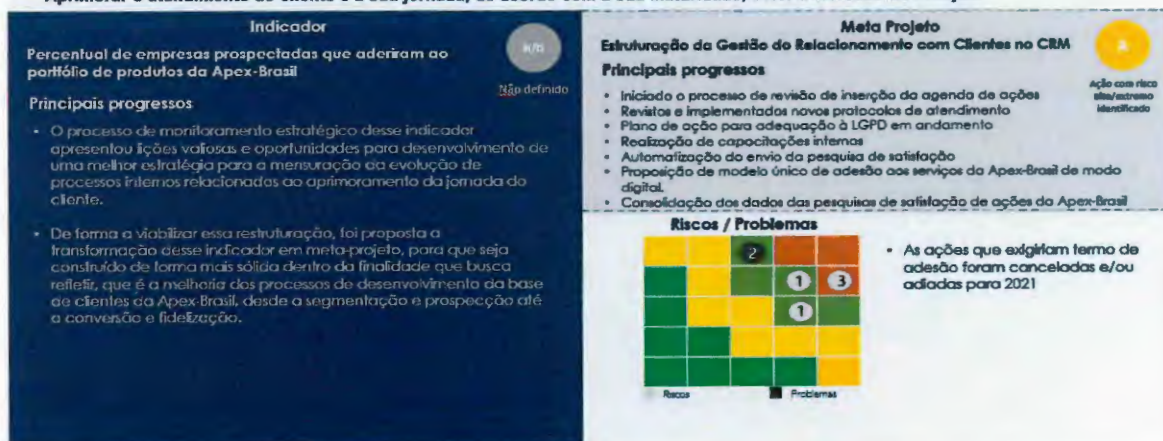 Indicador
Percentual de empresas prospectadas que aderiram ao
portfólio de produtos da Apex-Brasil
n/d
Não definido
Principais progressos
• O processo de monitoramento estratégico desse indicador
apresentou lições valiosas e oportunidades para desenvolvimento de
uma melhor estratégia para a mensuração da evolução de
processos internos relacionadas ao aprimoramento da jornada do
cliente.
• De forma a viabilizar essa restruturação, foi proposta a
transformação desse indicador em meta-projeto, para que seja
construído de forma mais sólida dentro da finalidade que busca
refletir, que é a melhoria dos processos de desenvolvimento da base
de clientes da Apex-Brasil, desde a segmentação e prospecção até
a conversão e fidelização.
Meta Projeto
Estruturação da Gestão do Relacionamento com Clientes no CRM
Ação com risco
alto/extremo
identificado
Principais progressos
• Iniciado o processo de revisão de inserção da agenda de ações
• Revistos e implementados novos protocolos de atendimento
• Plano de ação para adequação à LGPD em andamento
• Realização de capacitações internas
• Automatização do envio da pesquisa de satisfação
• Proposição de modelo único de adesão aos serviços da Apex-Brasil de modo
digital.
• Consolidação dos dados das pesquisas de satisfação de ações da Apex-Brasil
Riscos / Problemas
2
1
3
1
Riscos
Problemas
• As ações que exigiriam termo de
adesão foram canceladas e/ou
adiadas para 2021